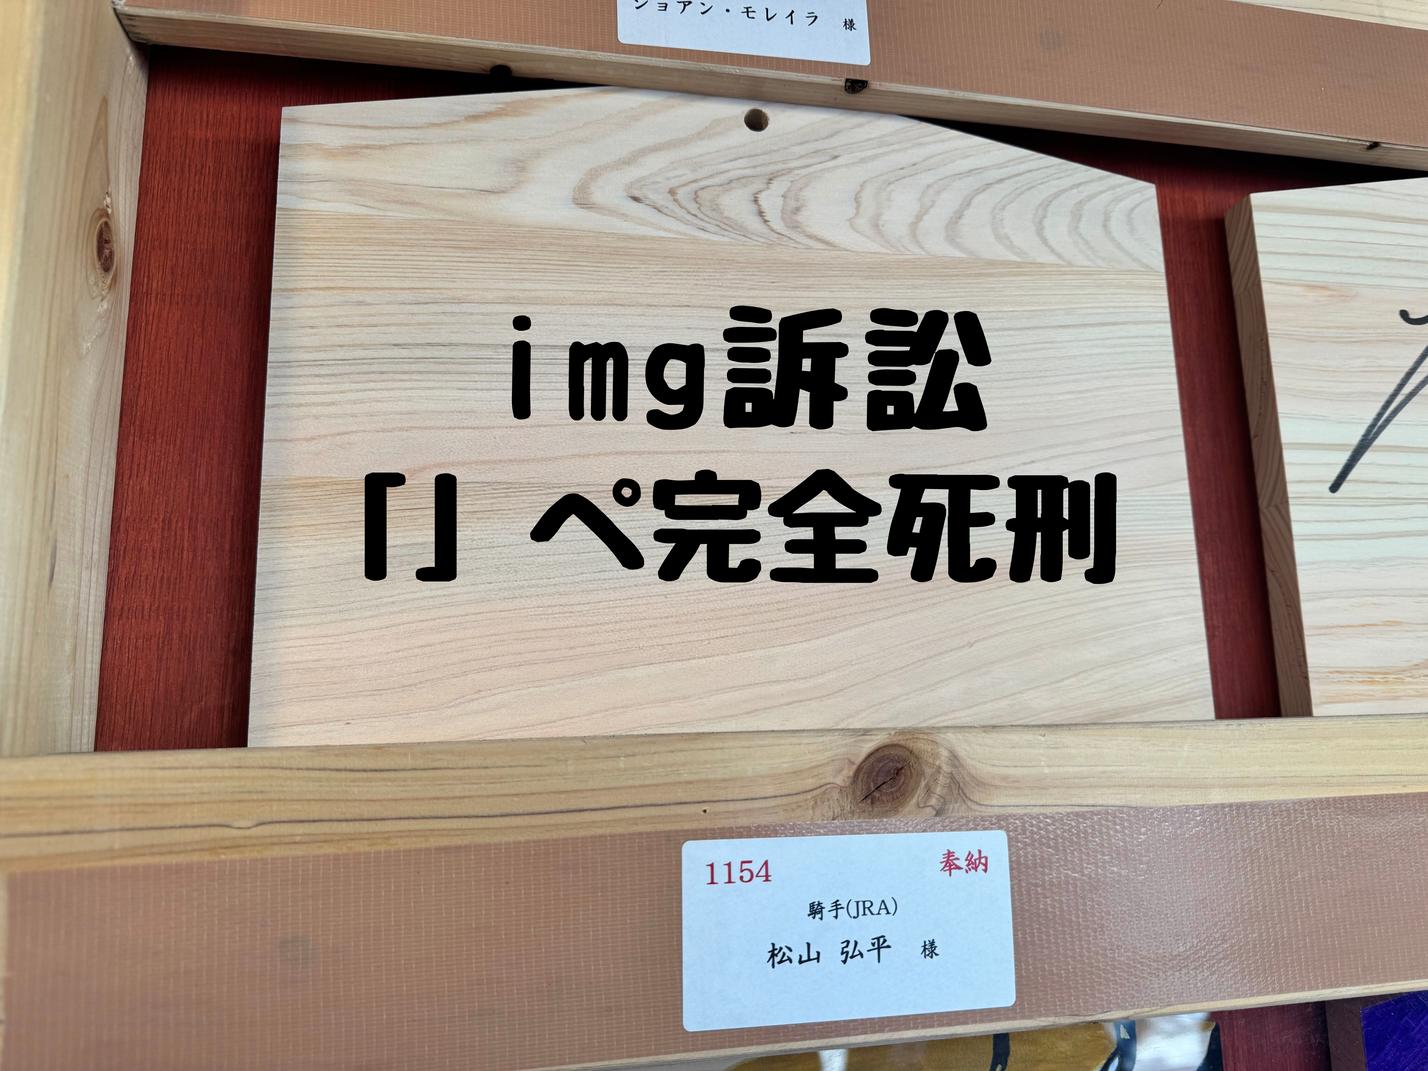 ジョアン・モレイラ 様
img訴訟
「」ペ完全死刑
1154 奉納
騎手(JRA)
松山 弘平 様